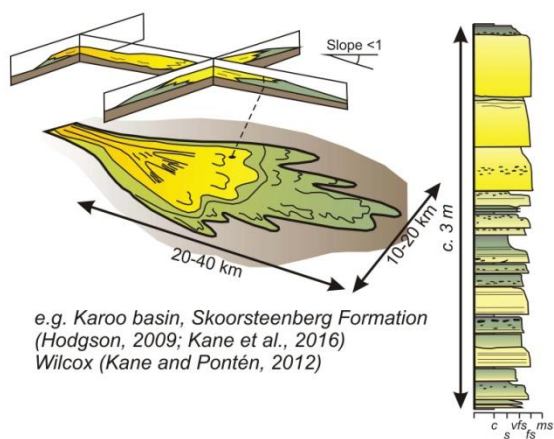 Slope <1
20-40 km
10-20 km
e.g. Karoo basin, Skoorsteenberg Formation
(Hodgson, 2009; Kane et al., 2016)
Wilcox (Kane and Pontén, 2012)
c. 3 m
c s vfs fs ms